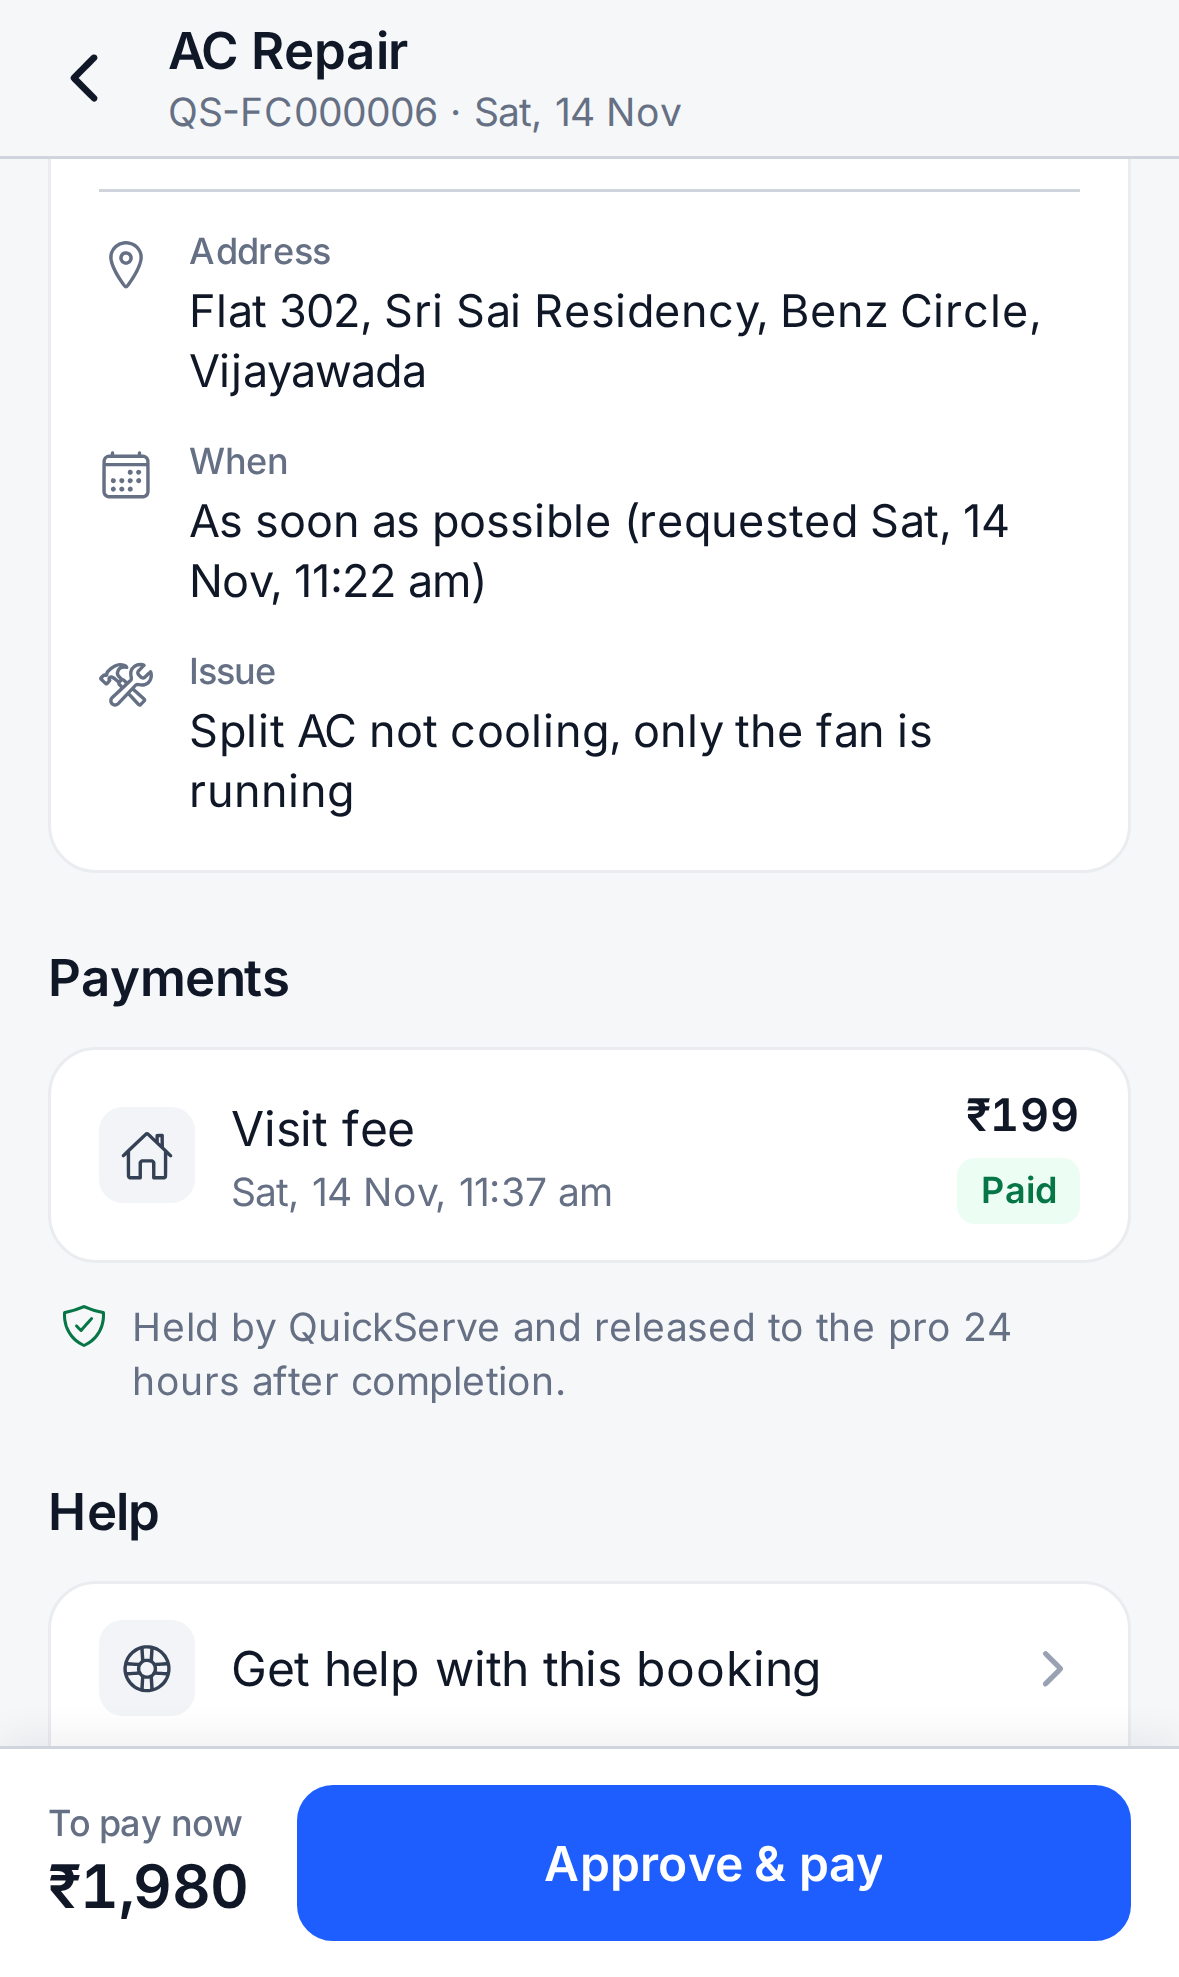 AC Repair
QS-FC000006 · Sat, 14 Nov
Address
Flat 302, Sri Sai Residency, Benz Circle,
Vijayawada
When
As soon as possible (requested Sat, 14
Nov, 11:22 am)
Issue
Split AC not cooling, only the fan is
running
Payments
Visit fee
₹199
Sat, 14 Nov, 11:37 am
Paid
Held by QuickServe and released to the pro 24
hours after completion.
Help
Get help with this booking
To pay now
₹1,980
Approve & pay